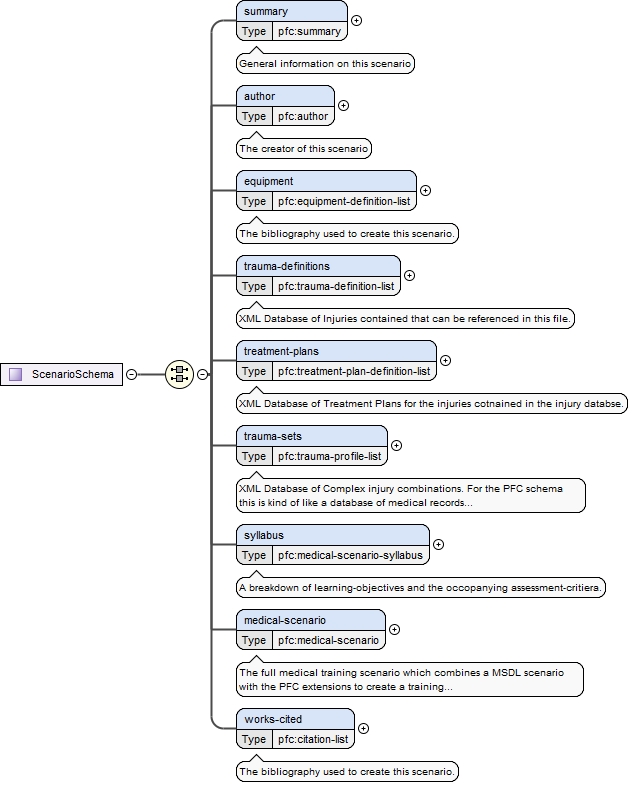 summary
Type pfc:summary
General information on this scenario
author
Type pfc:author
The creator of this scenario
equipment
Type pfc:equipment-definition-list
The bibliography used to create this scenario.
trauma-definitions
Type pfc:trauma-definition-list
XML Database of Injuries contained that can be referenced in this file.
treatment-plans
Type pfc:treatment-plan-definition-list
XML Database of Treatment Plans for the injuries cotnained in the injury databse.
ScenarioSchema
trauma-sets
Type pfc:trauma-profile-list
XML Database of Complex injury combinations. For the PFC schema
this is kind of like a database of medical records...
syllabus
Type pfc:medical-scenario-syllabus
A breakdown of learning-objectives and the occopanying assessment-critiera.
medical-scenario
Type pfc:medical-scenario
The full medical training scenario which combines a MSDL scenario
with the PFC extensions to create a training...
works-cited
Type pfc:citation-list
The bibliography used to create this scenario.